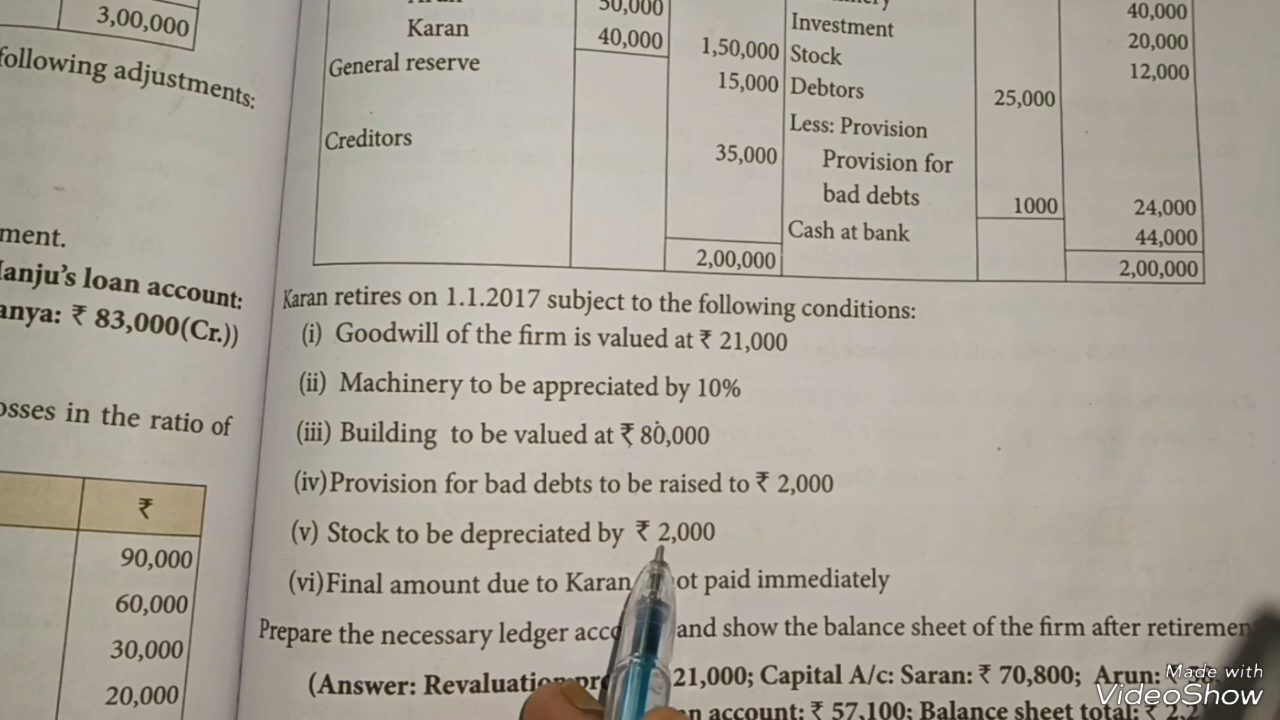 3,00,000
following adjustments:
ment.
anju's loan account:
anya: ₹ 83,000(Cr.))
osses in the ratio of
₹
90,000
60,000
30,000
20,000
50,000 40,000
Karan 40,000 1,50,000 Investment 20,000
General reserve 15,000 Stock 12,000
Debtors 25,000
Less: Provision
Creditors 35,000 Provision for
bad debts 1000 24,000
Cash at bank 44,000
2,00,000 2,00,000
Karan retires on 1.1.2017 subject to the following conditions:
(i) Goodwill of the firm is valued at ₹ 21,000
(ii) Machinery to be appreciated by 10%
(iii) Building to be valued at ₹ 80,000
(iv)Provision for bad debts to be raised to ₹ 2,000
(v) Stock to be depreciated by ₹ 2,000
(vi)Final amount due to Karan ot paid immediately
Prepare the necessary ledger acco and show the balance sheet of the firm after retiremen
(Answer: Revaluation pr 21,000; Capital A/c: Saran: ₹ 70,800; Arun:
n account: ₹ 57,100; Balance sheet total: ₹
Made with
VideoShow